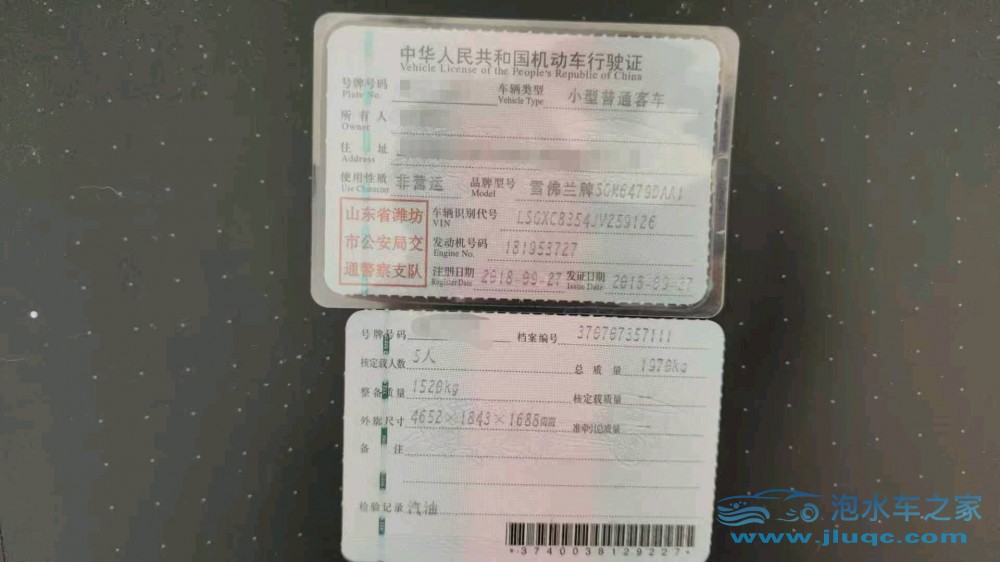 中华人民共和国机动车行驶证
Vehicle License of the People's Republic of China
号牌号码
Plate No.
车辆类型 小型普通客车
Vehicle Type
所有人
Owner
住址
Address
使用性质 非营运
Use Character
品牌型号 雪佛兰牌SGM6479DAA1
Model
山东省潍坊
市公安局交
通警察支队
车辆识别代号 LSGXC8354JV259126
VIN
发动机号码 181953727
Engine No.
注册日期 2018-09-27 发证日期 2018-09-27
Register Date Issue Date
号牌号码 档案编号 370707357111
核定载人数 5人 总质量 1970kg
整备质量 1520kg 核定载质量 --
外廓尺寸 4652×1843×1688 准牵引总质量 --
备注
检验记录 汽油
*3740038129227*
泡水车之家
www.jluqc.com